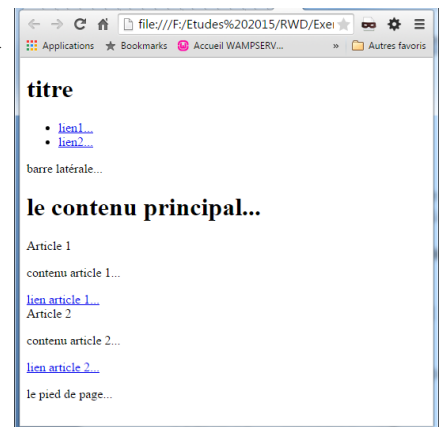 file:///F:/Etudes%202015/RWD/Exer
Applications Bookmarks Accueil WAMPSERV... » Autres favoris
titre
lien1...
lien2...
barre latérale...
le contenu principal...
Article 1
contenu article 1...
lien article 1...
Article 2
contenu article 2...
lien article 2...
le pied de page...